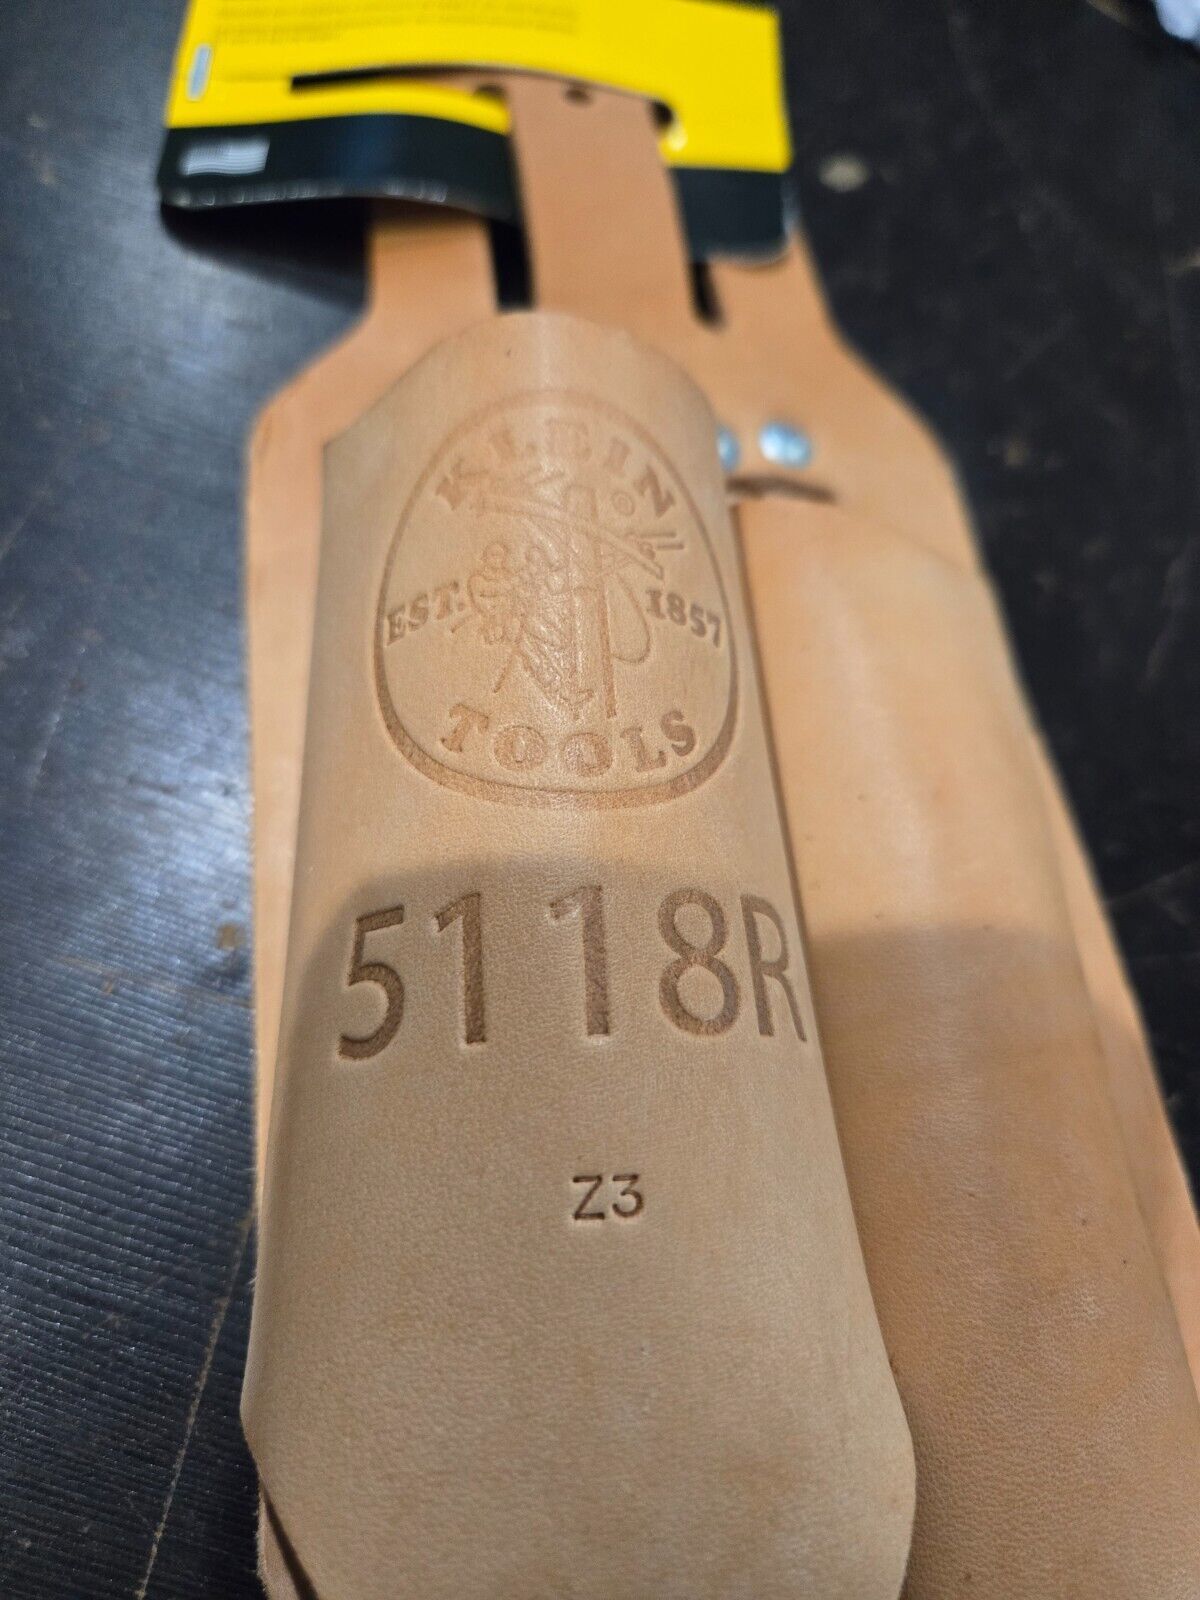 KLEIN
EST. 1857
TOOLS
5118R
Z3